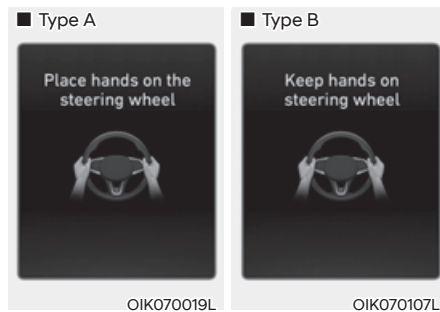 ■ Type A
Place hands on the
steering wheel
OIK070019L
■ Type B
Keep hands on
steering wheel
OIK070107L